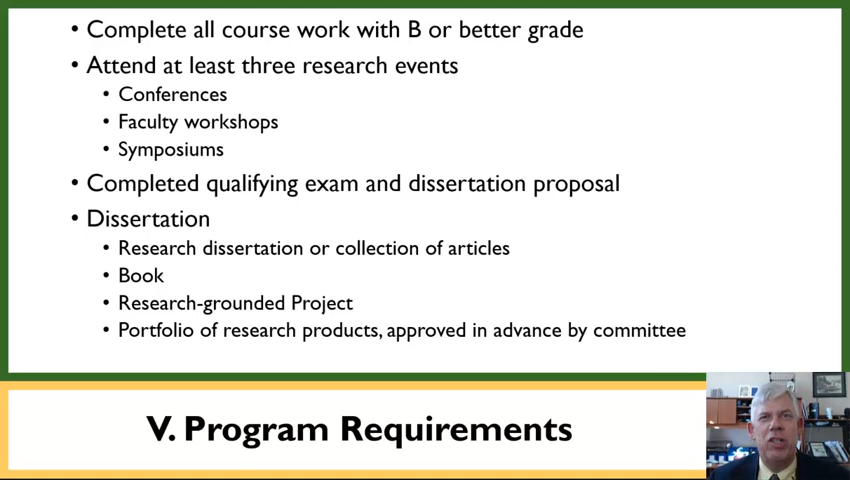 • Complete all course work with B or better grade
• Attend at least three research events
• Conferences
• Faculty workshops
• Symposiums
• Completed qualifying exam and dissertation proposal
• Dissertation
• Research dissertation or collection of articles
• Book
• Research-grounded Project
• Portfolio of research products, approved in advance by committee
V. Program Requirements